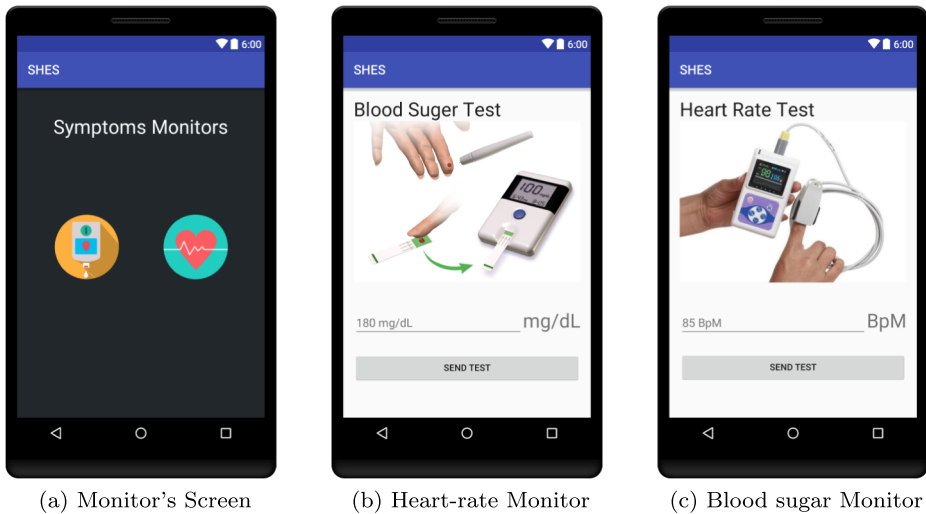 6:00
SHES
Symptoms Monitors
(a) Monitor's Screen
6:00
SHES
Blood Suger Test
100
180 mg/dL mg/dL
SEND TEST
(b) Heart-rate Monitor
6:00
SHES
Heart Rate Test
98
85 BpM BpM
SEND TEST
(c) Blood sugar Monitor